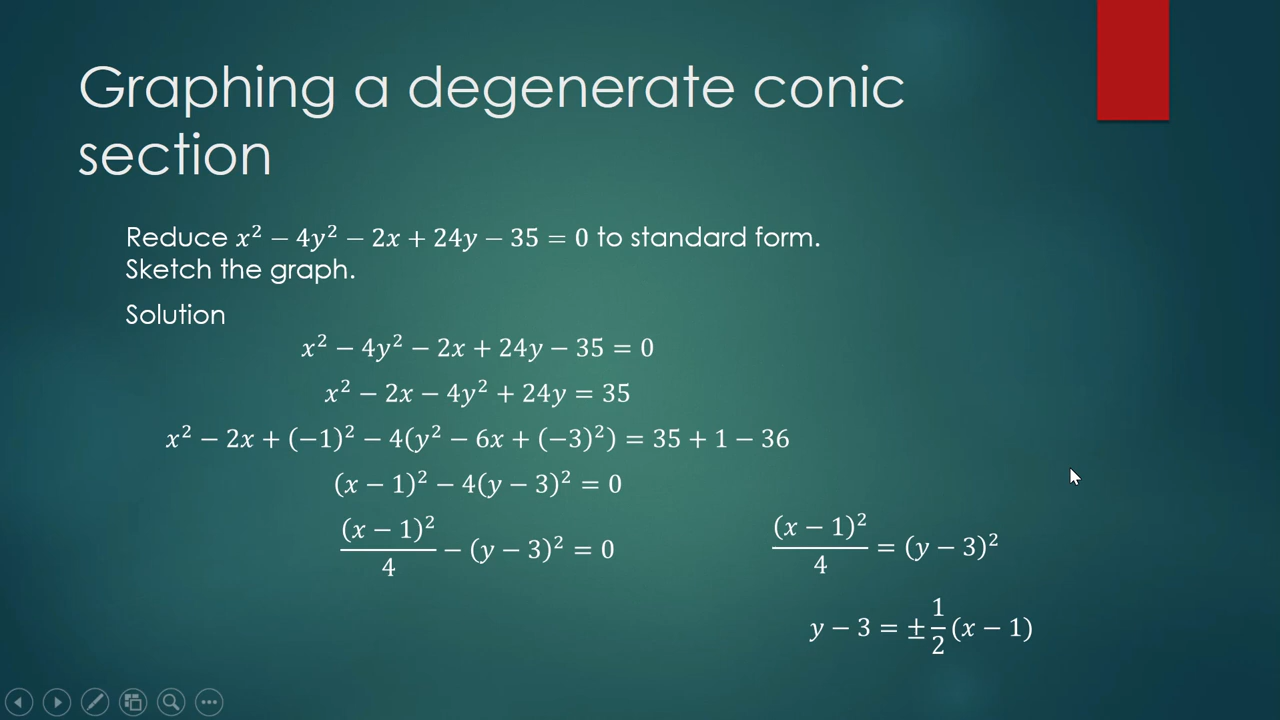 Graphing a degenerate conic
section
Reduce x² − 4y² − 2x + 24y − 35 = 0 to standard form.
Sketch the graph.
Solution
x² − 4y² − 2x + 24y − 35 = 0
x² − 2x − 4y² + 24y = 35
x² − 2x + (−1)² − 4(y² − 6x + (−3)²) = 35 + 1 − 36
(x − 1)² − 4(y − 3)² = 0
(x − 1)²/4 − (y − 3)² = 0
(x − 1)²/4 = (y − 3)²
y − 3 = ±1/2(x − 1)